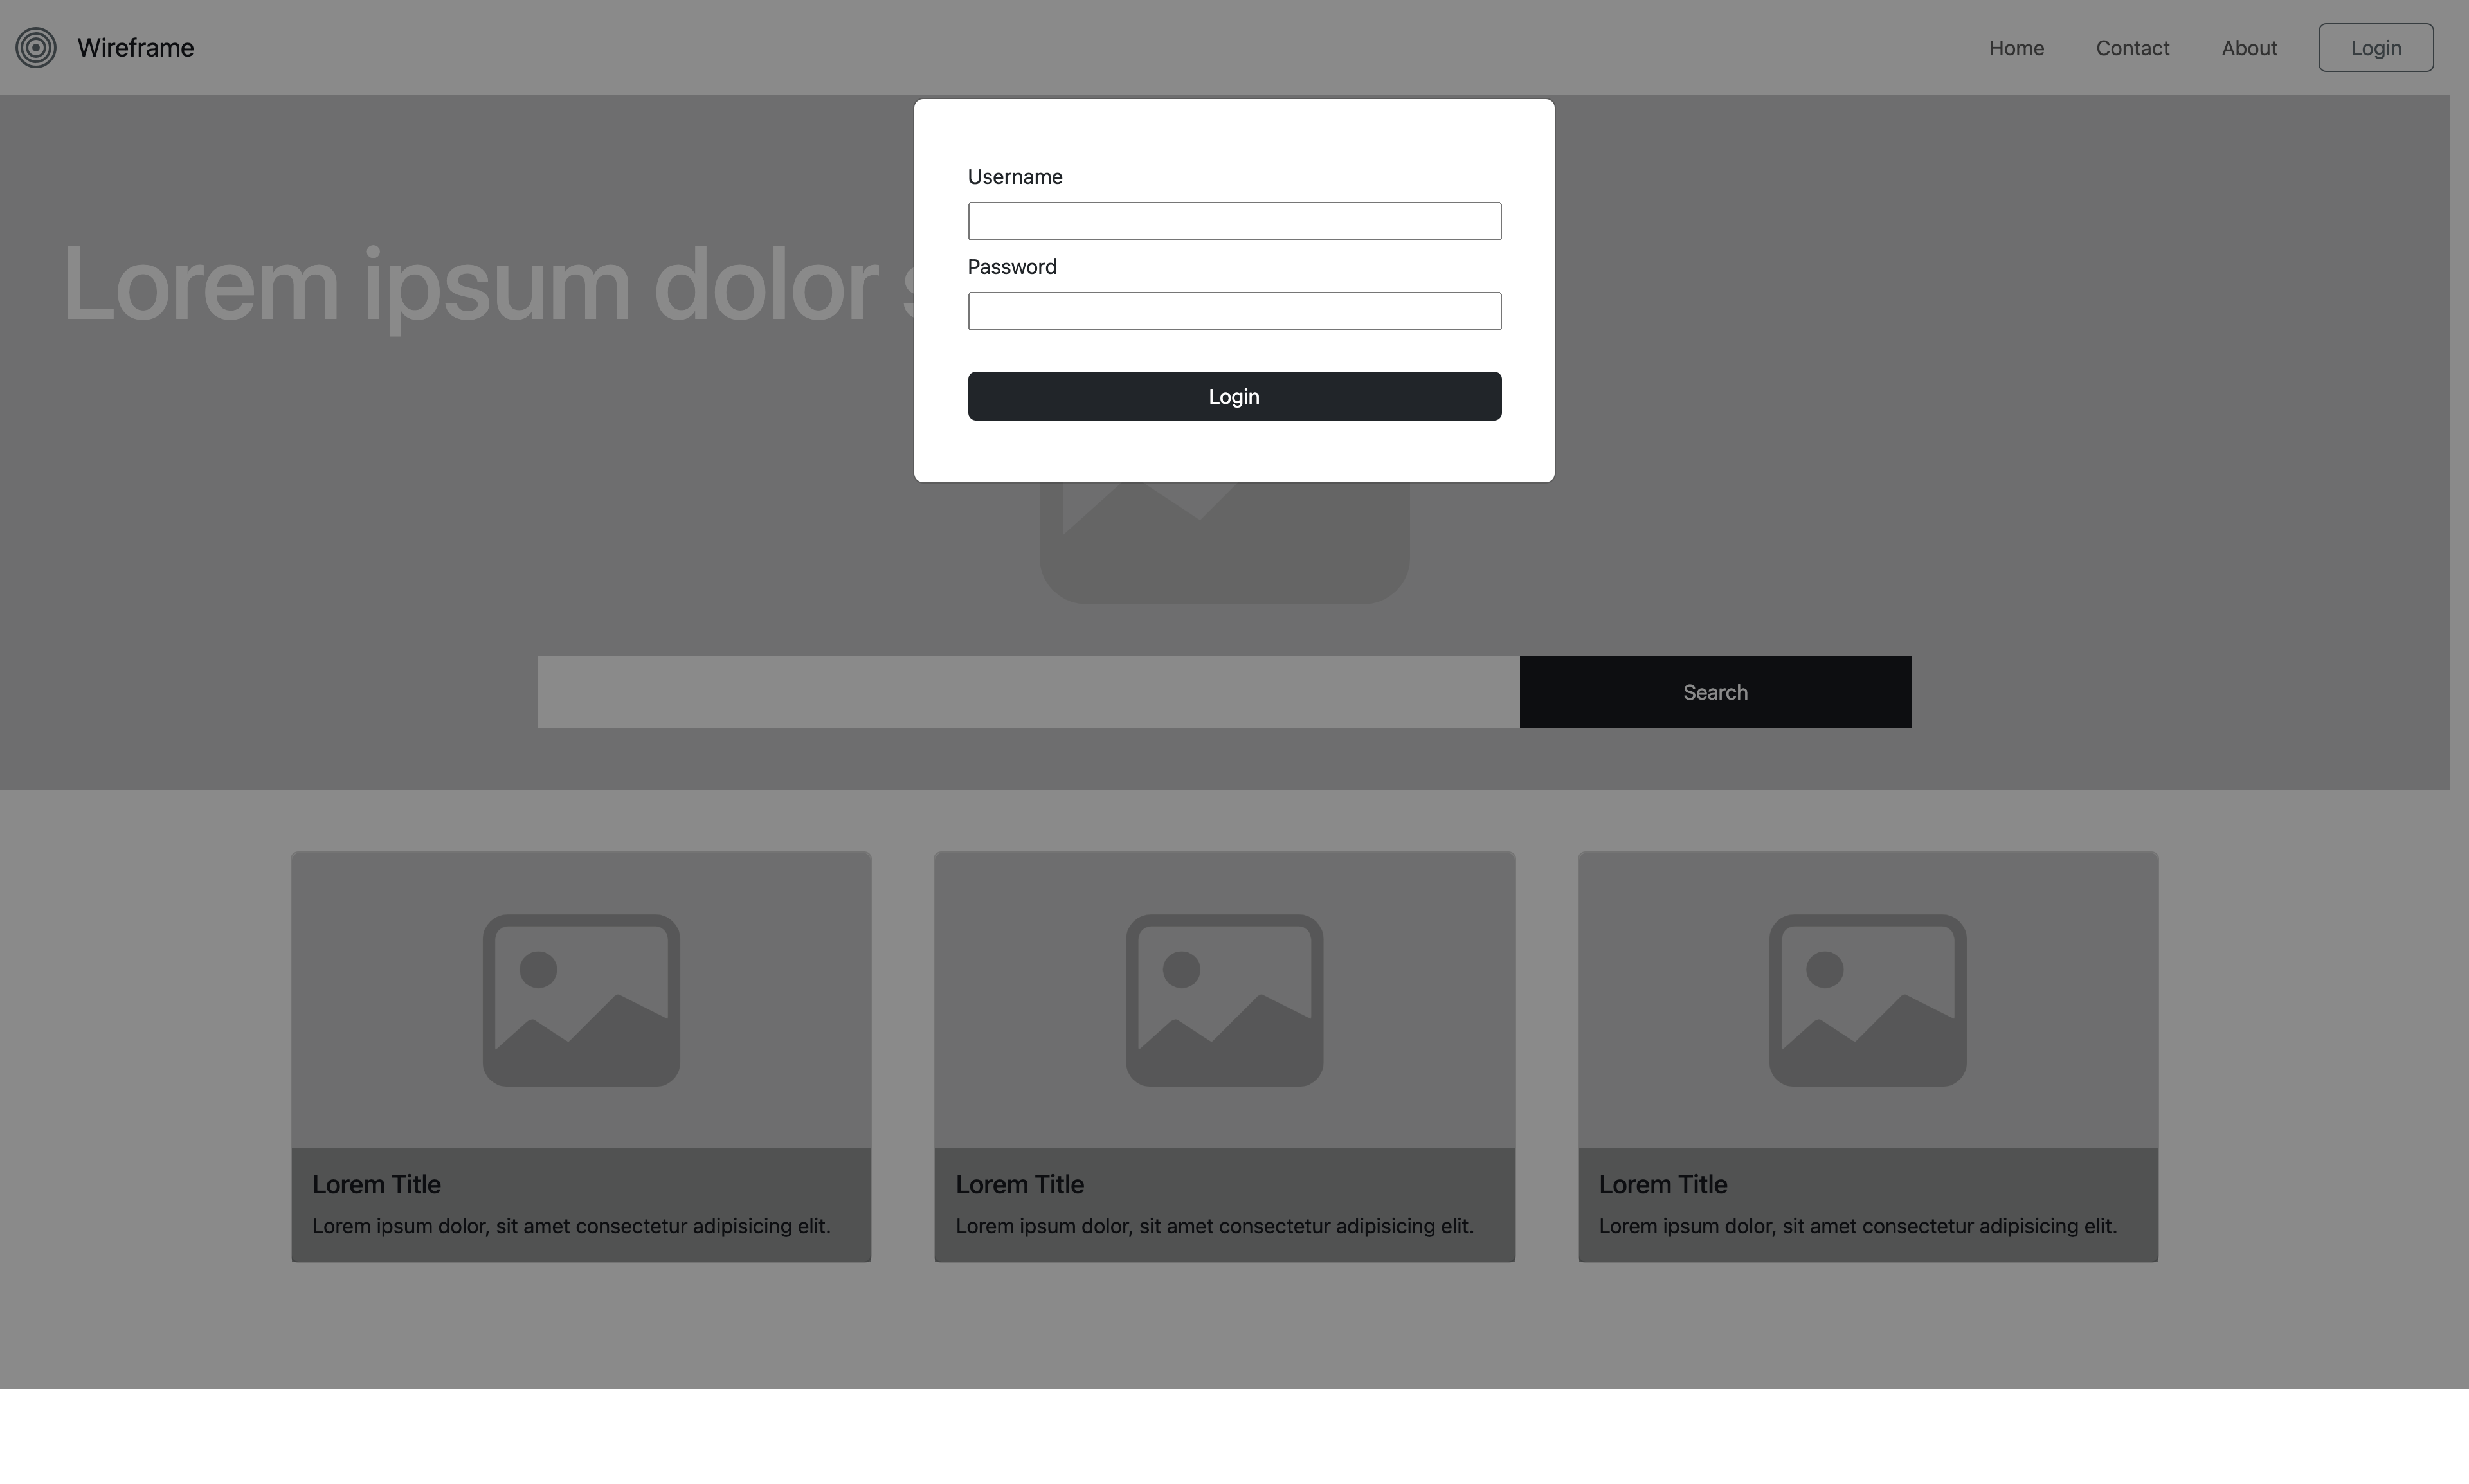 Wireframe
Home Contact About Login
Username
Lorem ipsum dolor
Password
Login
Search
Lorem Title
Lorem ipsum dolor, sit amet consectetur adipisicing elit.
Lorem Title
Lorem ipsum dolor, sit amet consectetur adipisicing elit.
Lorem Title
Lorem ipsum dolor, sit amet consectetur adipisicing elit.